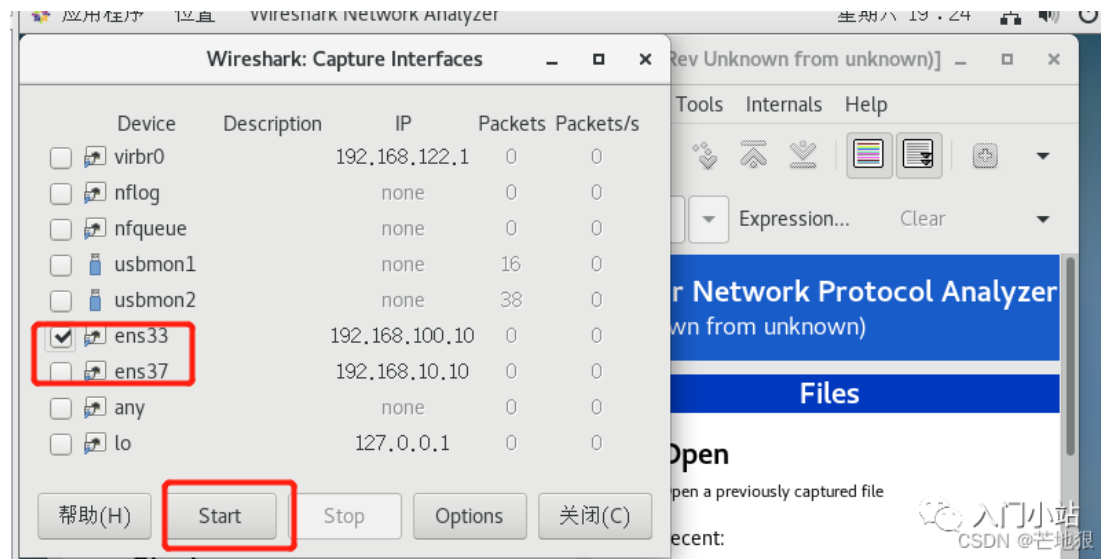 应用程序 位置 Wireshark Network Analyzer 星期六 19:24
Wireshark: Capture Interfaces
Rev Unknown from unknown)]
Tools Internals Help
Device Description IP Packets Packets/s
virbr0 192.168.122.1 0 0
nflog none 0 0
nfqueue none 0 0
usbmon1 none 16 0
usbmon2 none 38 0
ens33 192.168.100.10 0 0
ens37 192.168.10.10 0 0
any none 0 0
lo 127.0.0.1 0 0
帮助(H) Start Stop Options 关闭(C)
Expression... Clear
r Network Protocol Analyzer
wn from unknown)
Files
Open
pen a previously captured file
ecent:
入门小站
CSDN @芒地狼